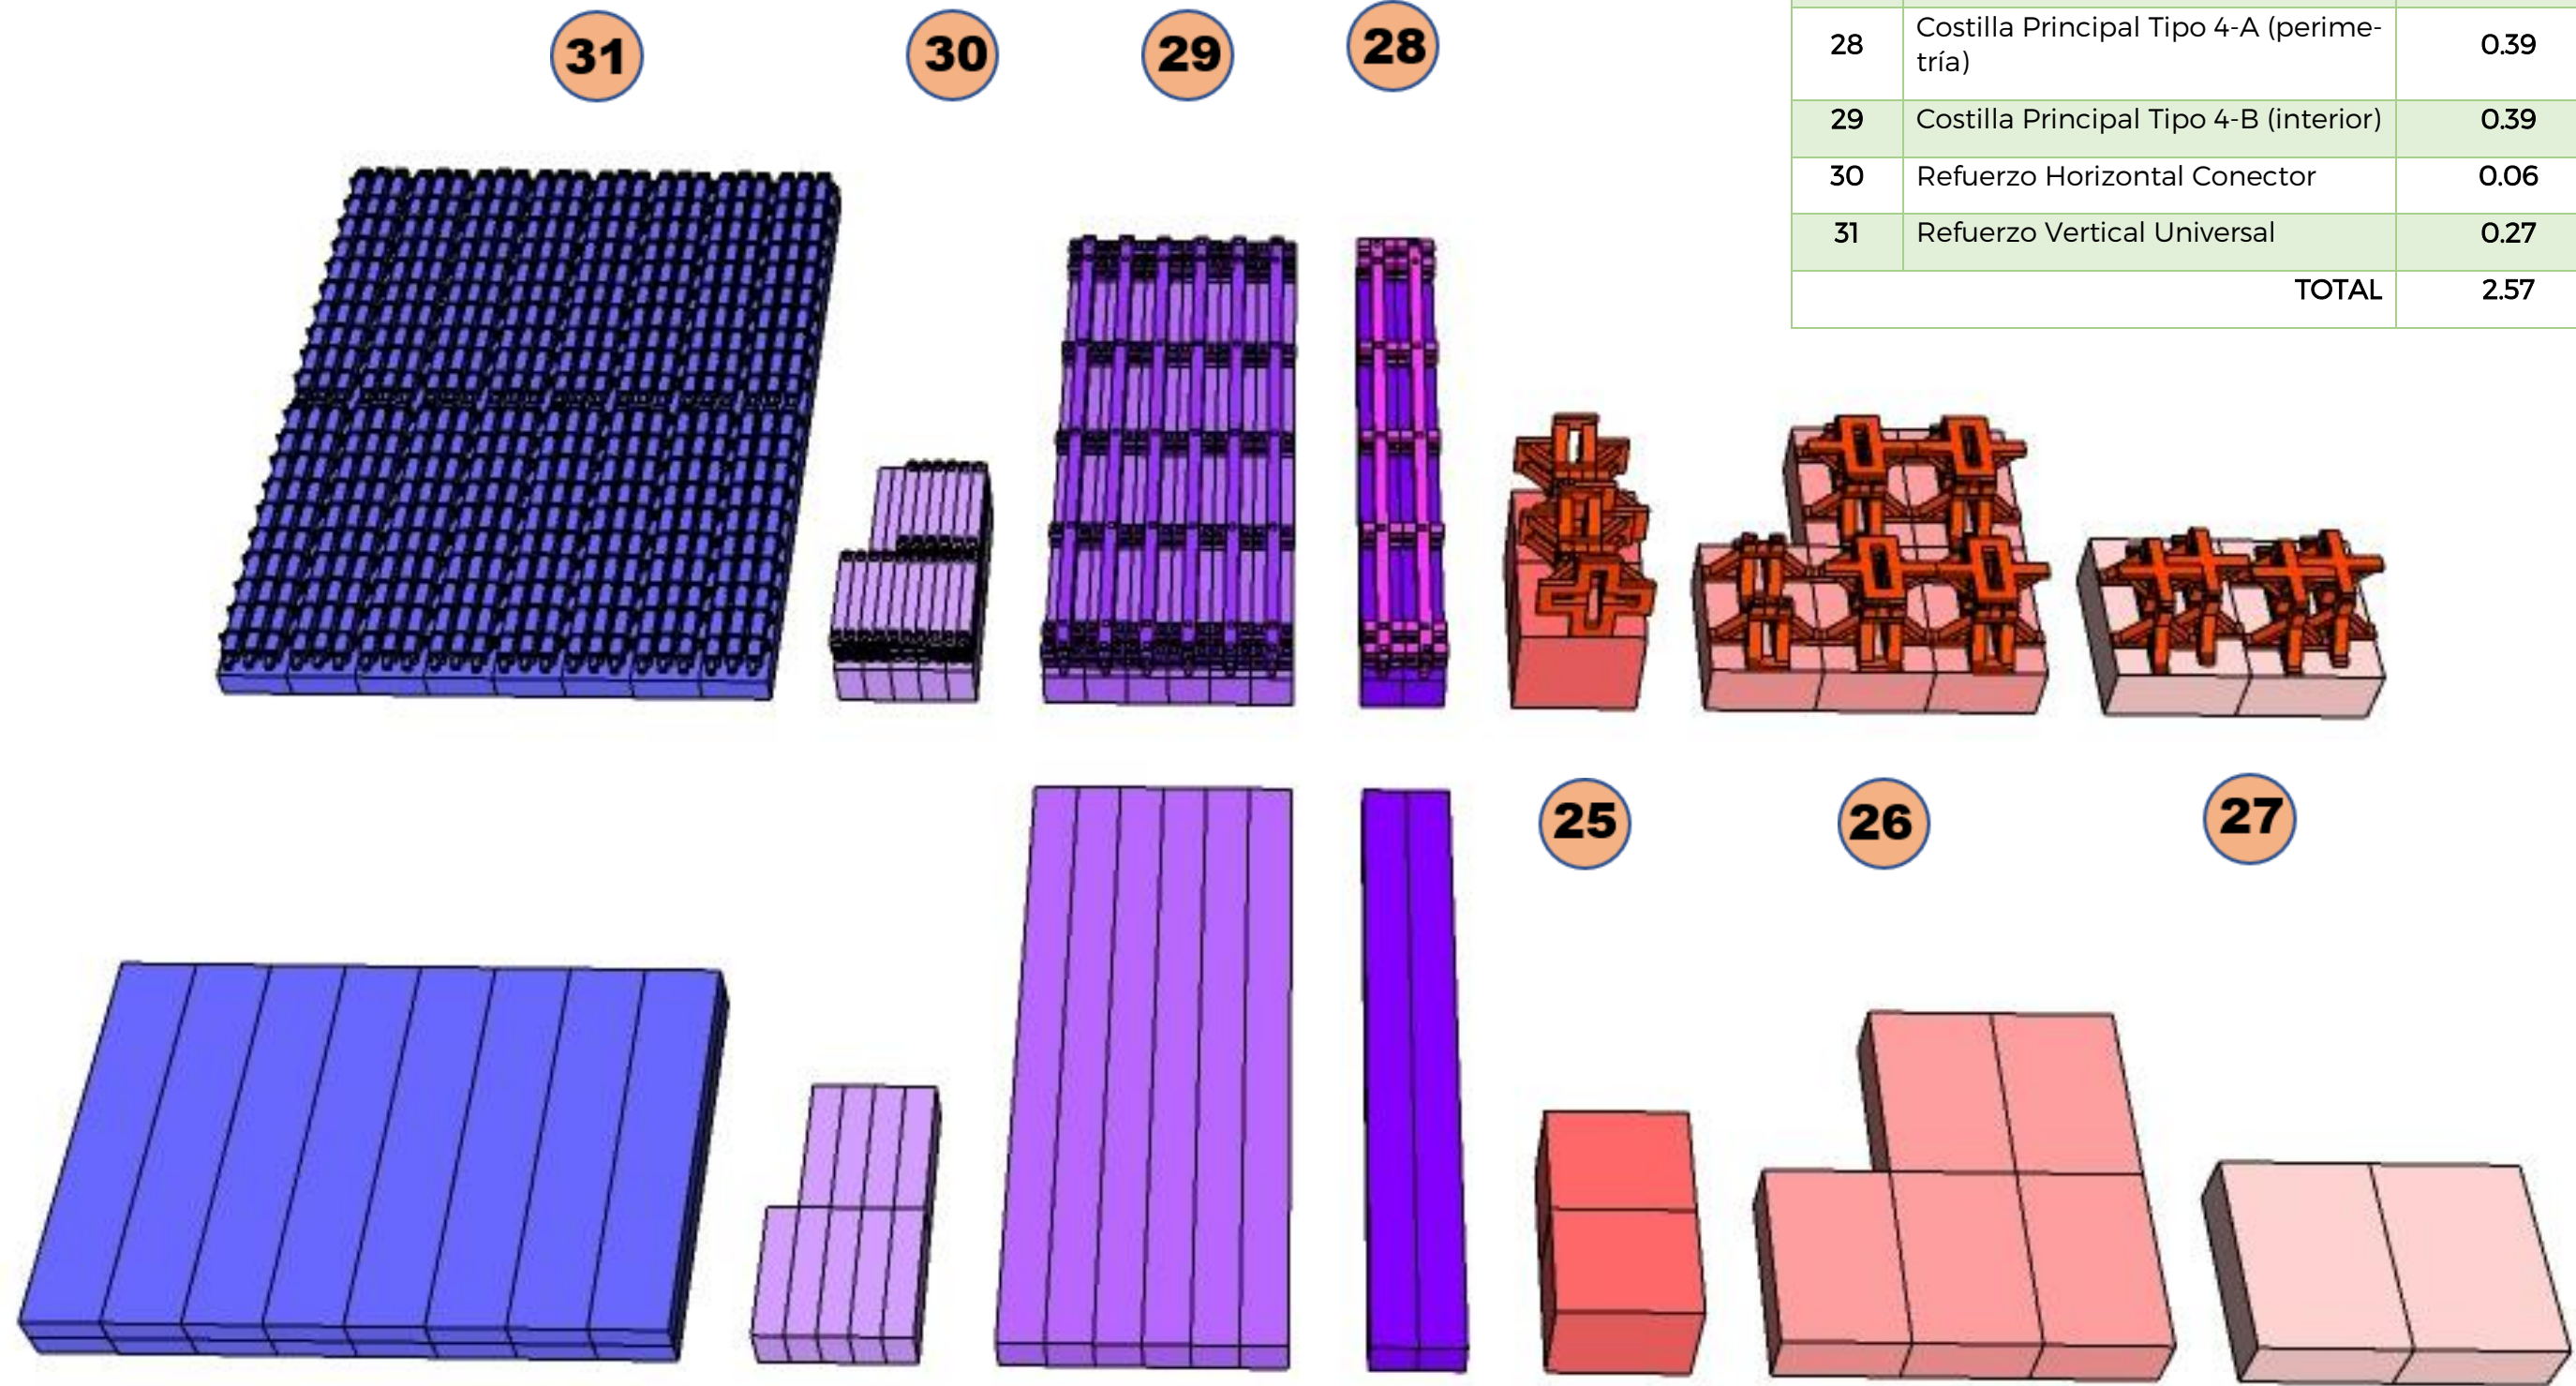 31
30
29
28
28 Costilla Principal Tipo 4-A (perime-
tría) 0.39
29 Costilla Principal Tipo 4-B (interior) 0.39
30 Refuerzo Horizontal Conector 0.06
31 Refuerzo Vertical Universal 0.27
TOTAL 2.57
25
26
27